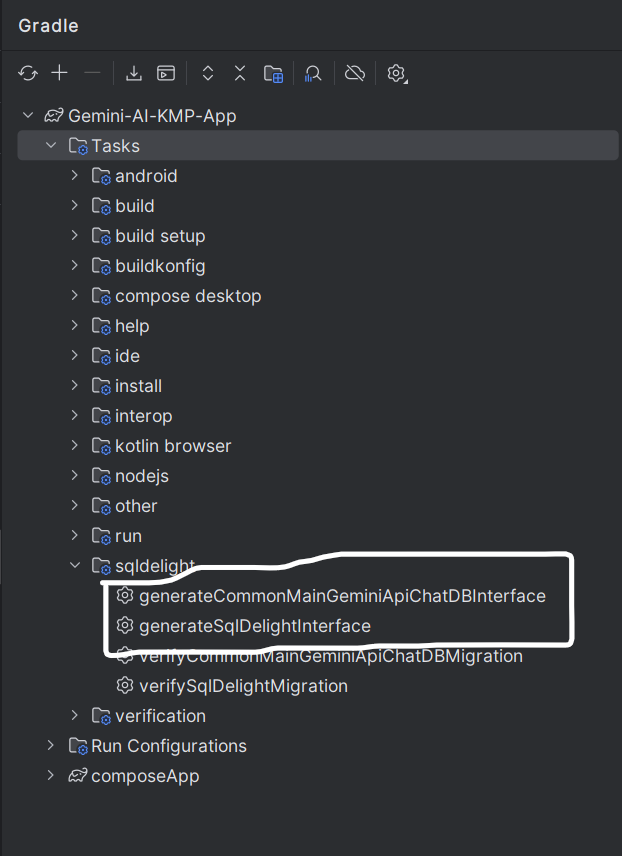 Gradle
Gemini-AI-KMP-App
Tasks
android
build
build setup
buildkonfig
compose desktop
help
ide
install
interop
kotlin browser
nodejs
other
run
sqldelight
generateCommonMainGeminiApiChatDBInterface
generateSqlDelightInterface
verifyCommonMainGeminiApiChatDBMigration
verifySqlDelightMigration
verification
Run Configurations
composeApp